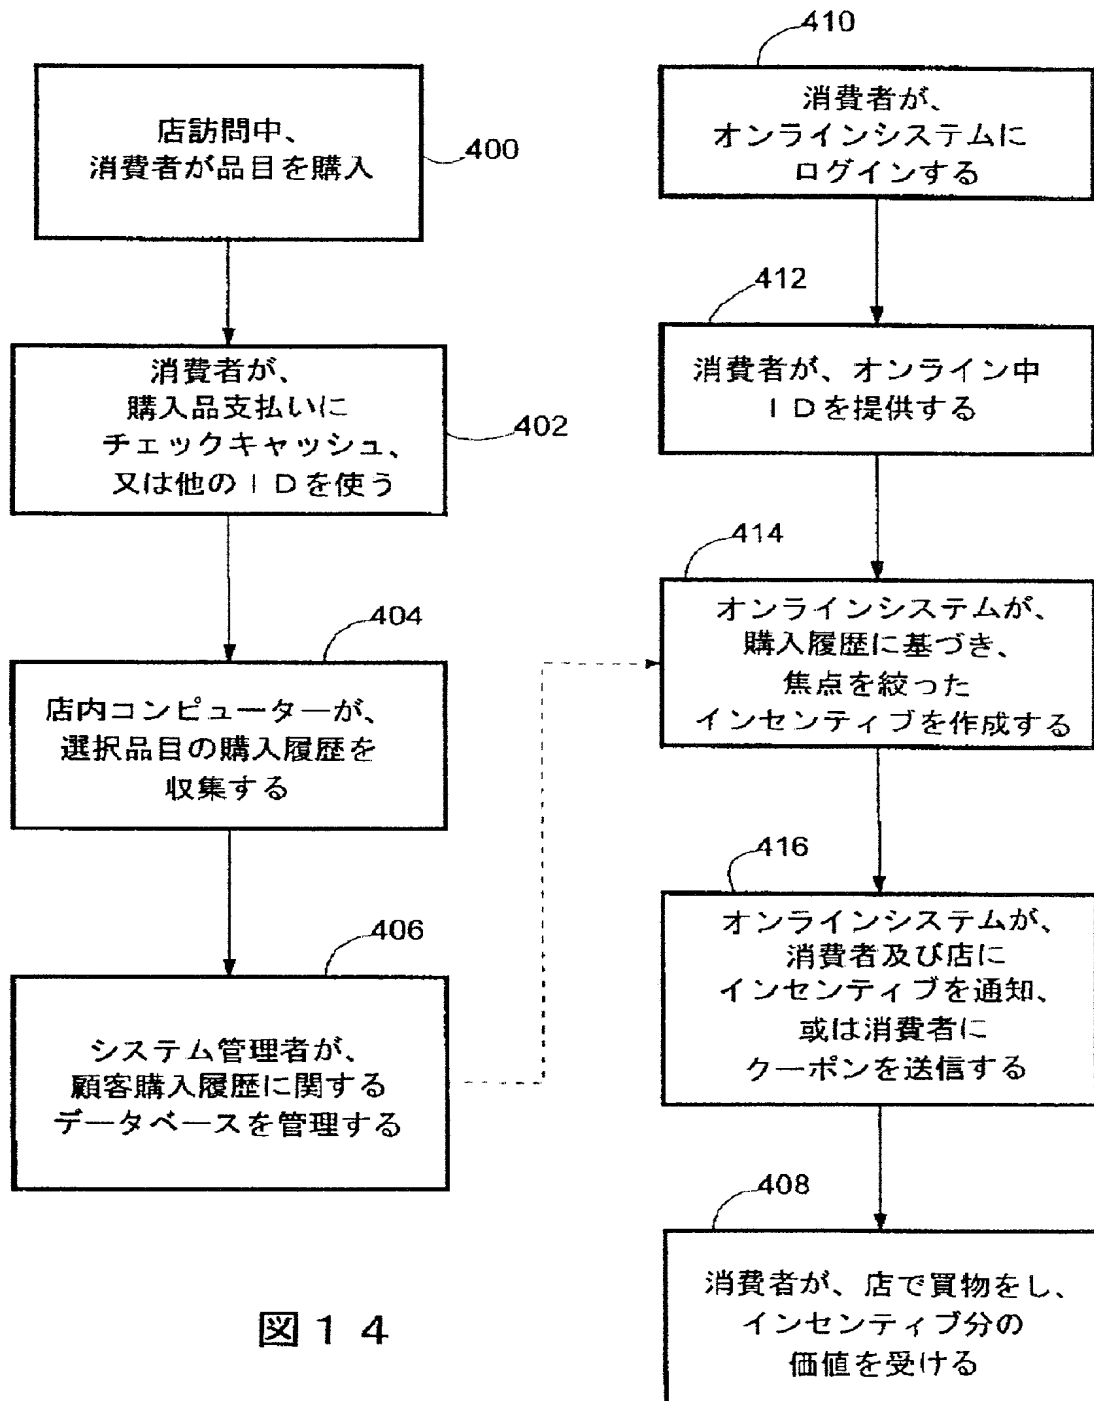 店訪問中、
消費者が品目を購入
400
消費者が、
購入品支払いに
チェックキャッシュ、
又は他のIDを使う
402
404
店内コンピューターが、
選択品目の購入履歴を
収集する
406
システム管理者が、
顧客購入履歴に関する
データベースを管理する
410
消費者が、
オンラインシステムに
ログインする
412
消費者が、オンライン中
IDを提供する
414
オンラインシステムが、
購入履歴に基づき、
焦点を絞った
インセンティブを作成する
416
オンラインシステムが、
消費者及び店に
インセンティブを通知、
或は消費者に
クーポンを送信する
408
消費者が、店で買物をし、
インセンティブ分の
価値を受ける
図14